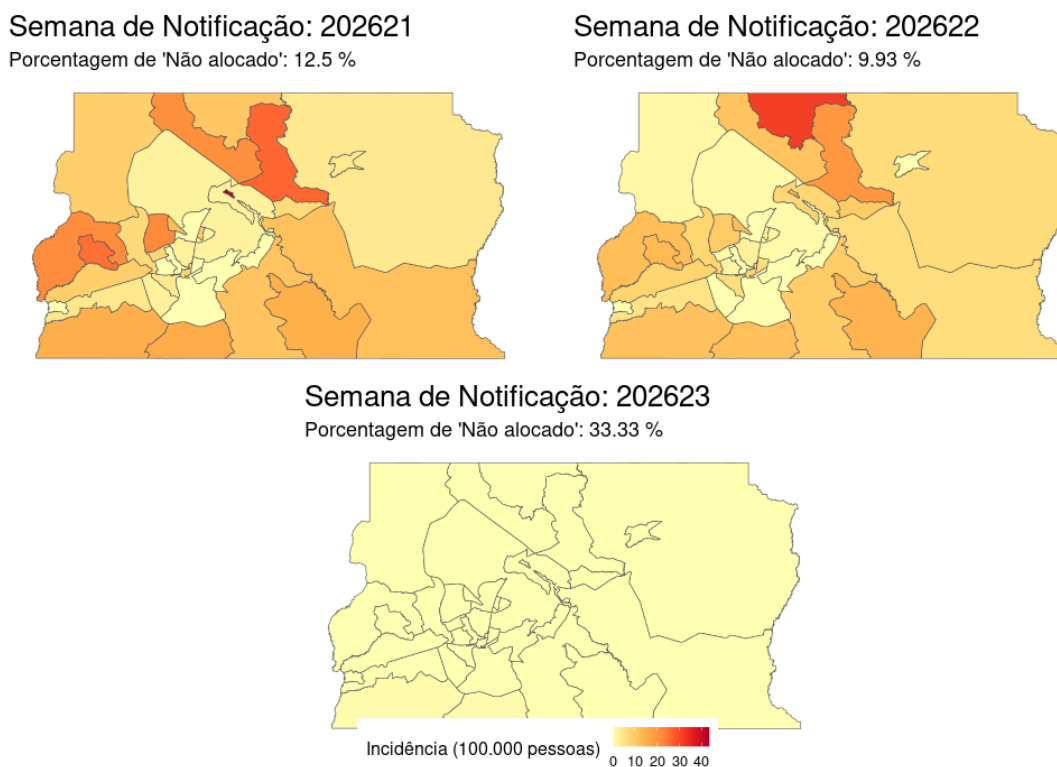 Semana de Notificação: 202621
Porcentagem de 'Não alocado': 12.5 %
Semana de Notificação: 202622
Porcentagem de 'Não alocado': 9.93 %
Semana de Notificação: 202623
Porcentagem de 'Não alocado': 33.33 %
Incidência (100.000 pessoas)
0 10 20 30 40